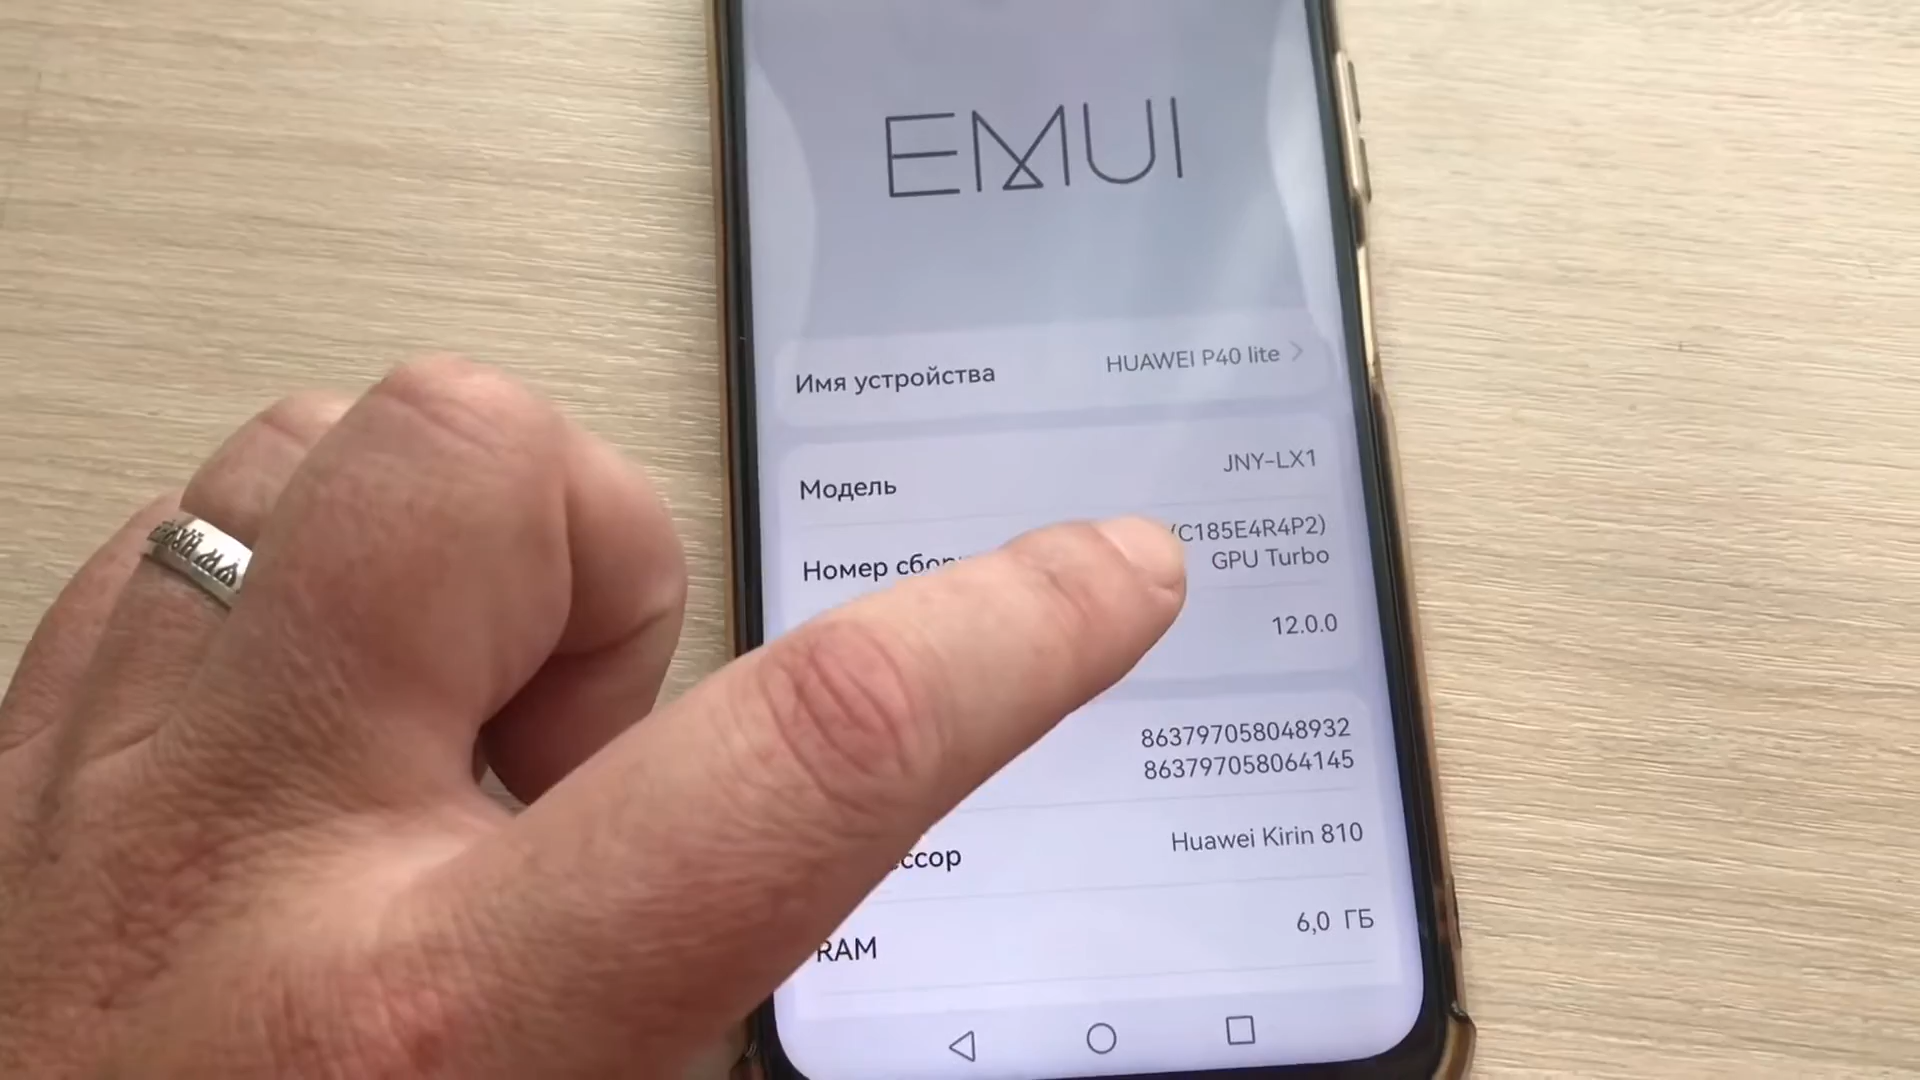 EMUI
Имя устройства HUAWEI P40 lite
Модель JNY-LX1
Номер (C185E4R4P2)
GPU Turbo
12.0.0
863797058048932
863797058064145
Huawei Kirin 810
RAM 6,0 ГБ